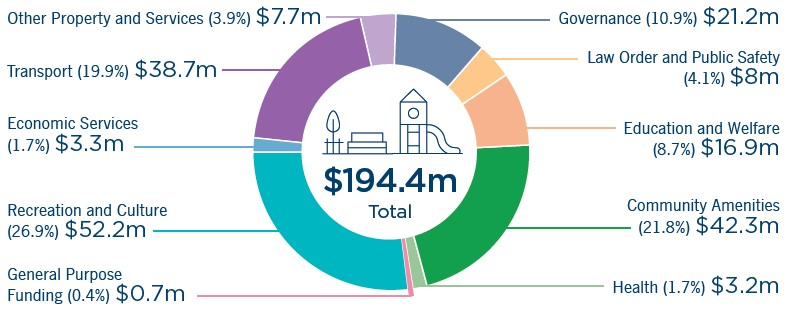 Other Property and Services (3.9%) $7.7m
Transport (19.9%) $38.7m
Economic Services
(1.7%) $3.3m
Recreation and Culture
(26.9%) $52.2m
General Purpose
Funding (0.4%) $0.7m
$194.4m
Total
Governance (10.9%) $21.2m
Law Order and Public Safety
(4.1%) $8m
Education and Welfare
(8.7%) $16.9m
Community Amenities
(21.8%) $42.3m
Health (1.7%) $3.2m